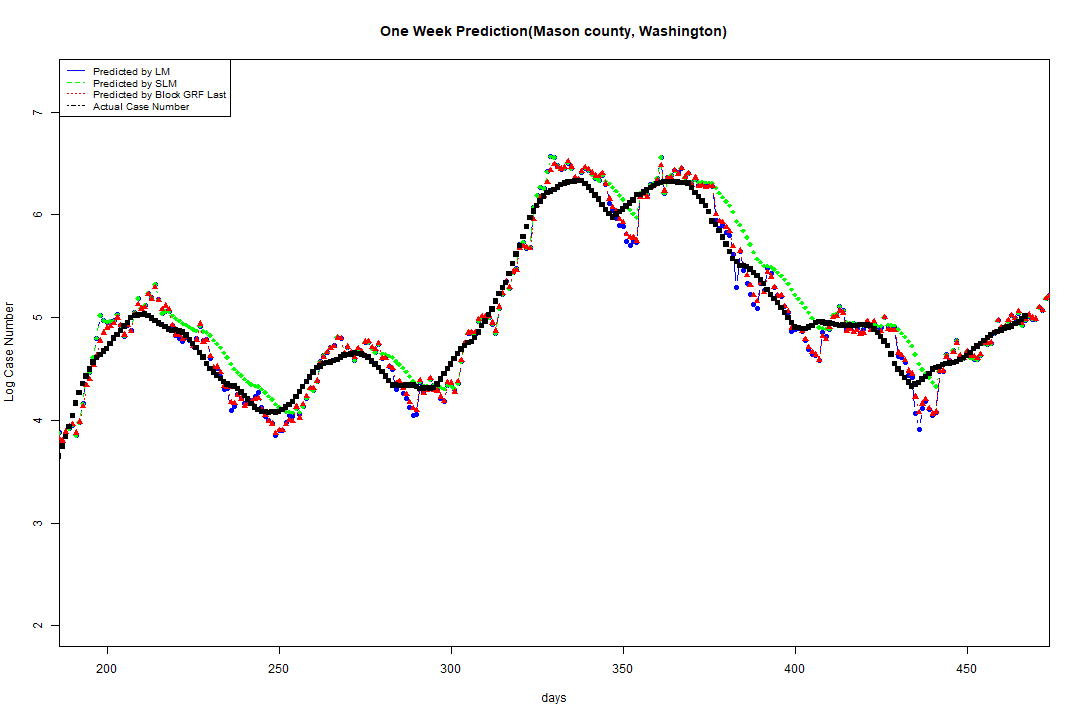 One Week Prediction(Mason county, Washington)
Predicted by LM
Predicted by SLM
Predicted by Block GRF Last
Actual Case Number
Log Case Number
7
6
5
4
3
2
200 250 300 350 400 450
days